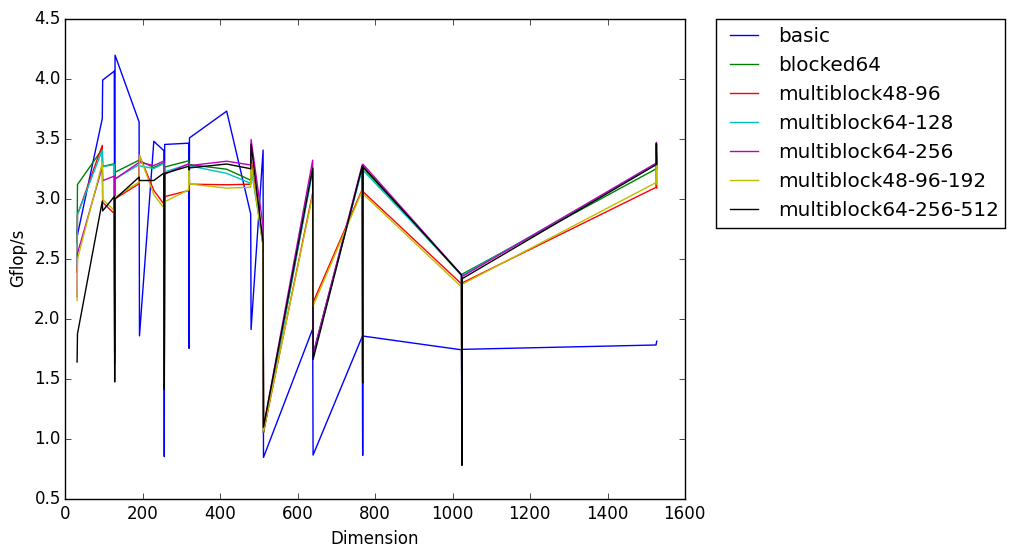 4.5
4.0
3.5
3.0
2.5
2.0
1.5
1.0
0.5
Gflop/s
0 200 400 600 800 1000 1200 1400 1600
Dimension
basic
blocked64
multiblock48-96
multiblock64-128
multiblock64-256
multiblock48-96-192
multiblock64-256-512